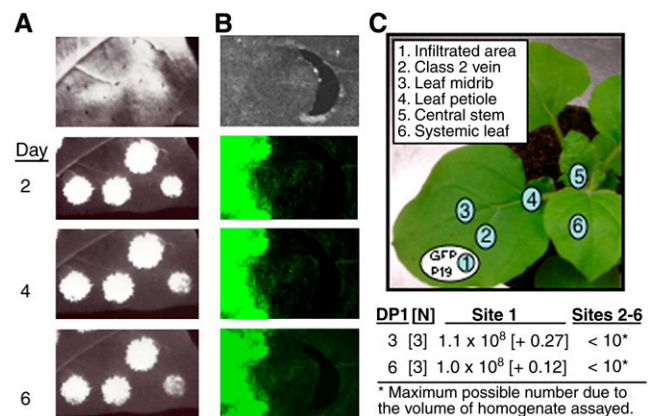 A
B
C
Day
2
4
6
1. Infiltrated area
2. Class 2 vein
3. Leaf midrib
4. Leaf petiole
5. Central stem
6. Systemic leaf
5
4
3
6
2
GFP
P19
1
DP1 [N] Site 1 Sites 2-6
3 [3] 1.1 x 10⁸ [+ 0.27] < 10*
6 [3] 1.0 x 10⁸ [+ 0.12] < 10*
* Maximum possible number due to
the volume of homogenate assayed.